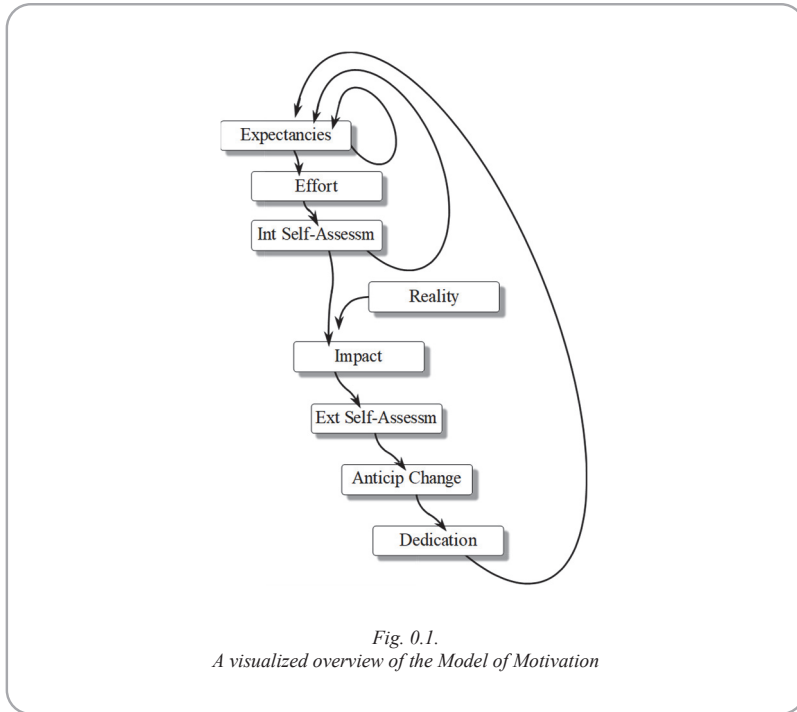 Expectancies
Effort
Int Self-Assessm
Reality
Impact
Ext Self-Assessm
Anticip Change
Dedication
Fig. 0.1.
A visualized overview of the Model of Motivation